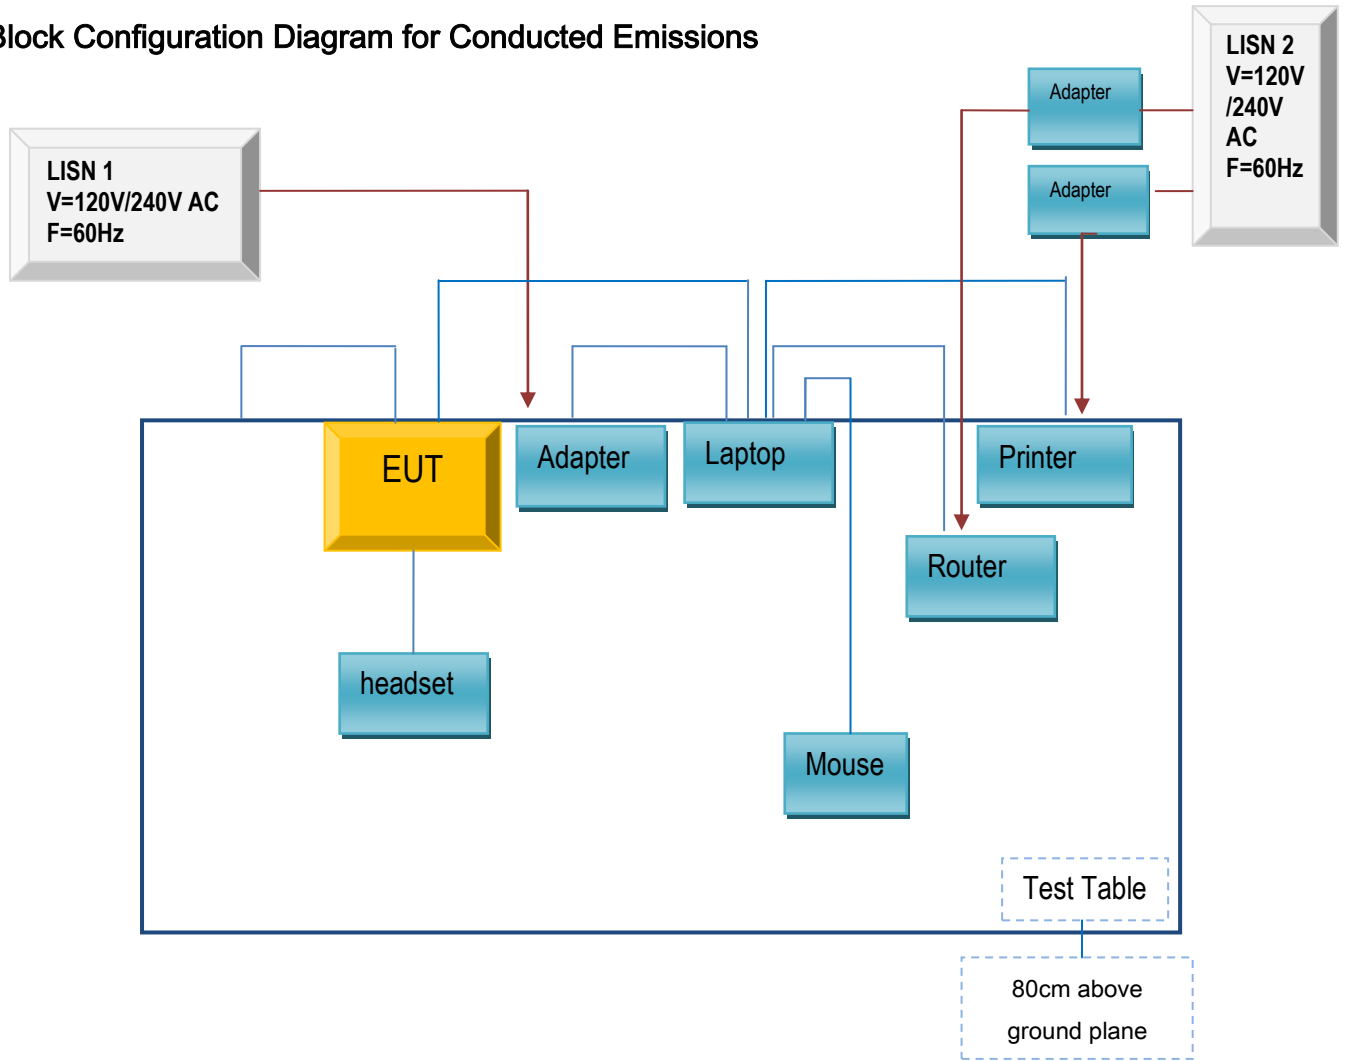 Block Configuration Diagram for Conducted Emissions
LISN 2
V=120V
/240V
AC
F=60Hz
Adapter
Adapter
LISN 1
V=120V/240V AC
F=60Hz
EUT
Adapter
Laptop
Printer
Router
headset
Mouse
Test Table
80cm above
ground plane